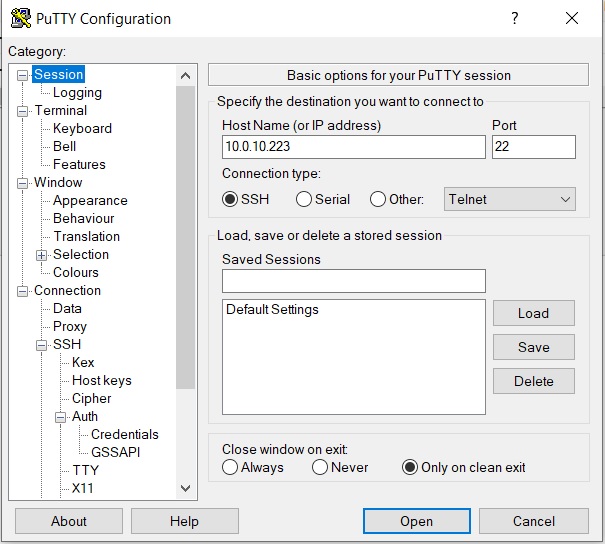 PuTTY Configuration
?
Category:
Session
Logging
Terminal
Keyboard
Bell
Features
Window
Appearance
Behaviour
Translation
Selection
Colours
Connection
Data
Proxy
SSH
Kex
Host keys
Cipher
Auth
Credentials
GSSAPI
TTY
X11
Basic options for your PuTTY session
Specify the destination you want to connect to
Host Name (or IP address) Port
10.0.10.223 22
Connection type:
SSH Serial Other: Telnet
Load, save or delete a stored session
Saved Sessions
Default Settings
Load
Save
Delete
Close window on exit:
Always Never Only on clean exit
About Help Open Cancel